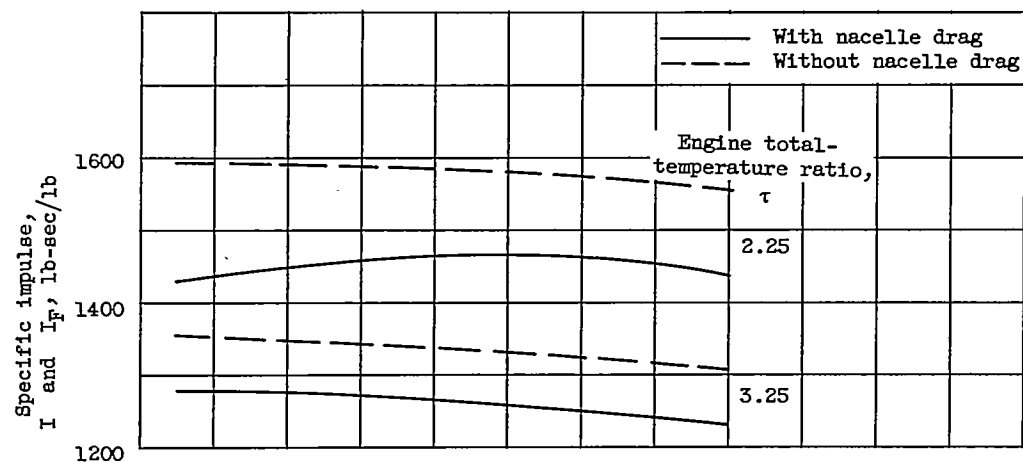 With nacelle drag
Without nacelle drag
Engine total-
temperature ratio,
τ
1600
2.25
1400
3.25
1200
Specific impulse,
I and I_F, lb-sec/lb